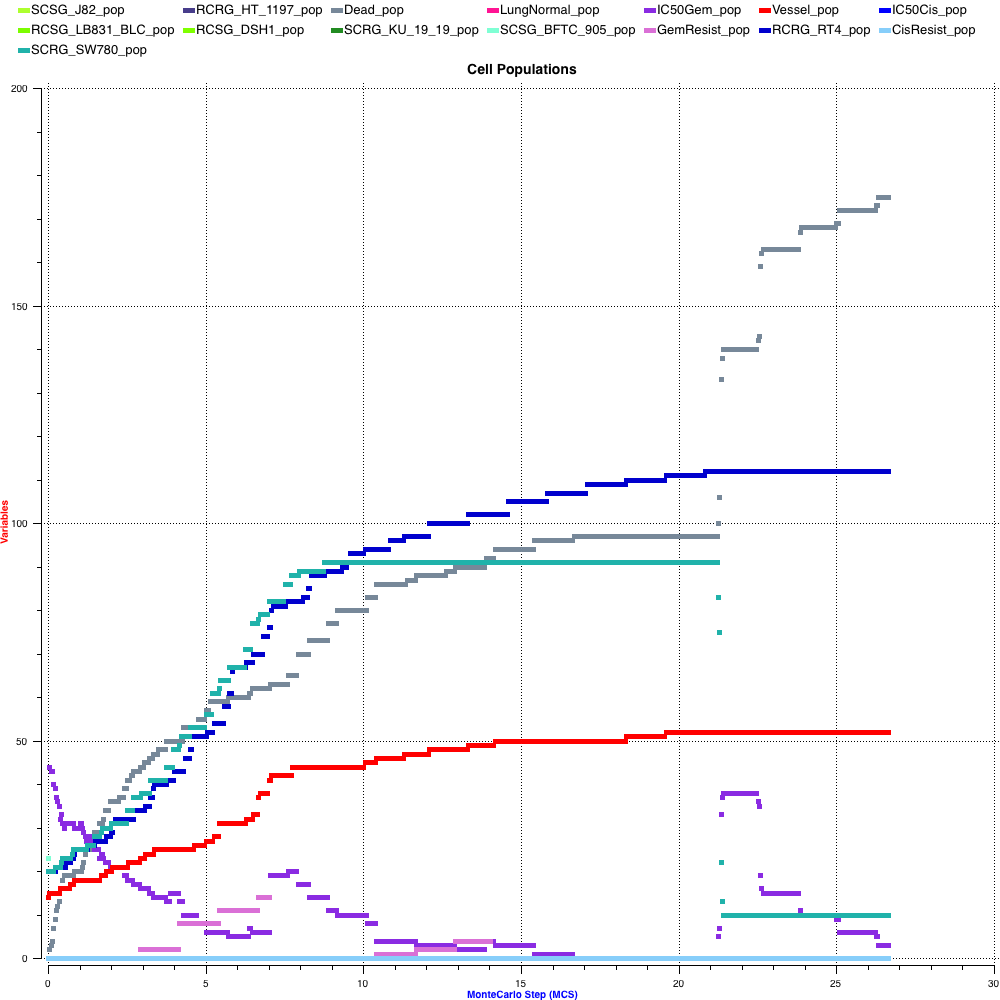 SCSG_J82_pop RCRG_HT_1197_pop Dead_pop LungNormal_pop IC50Gem_pop Vessel_pop IC50Cis_pop
RCSG_LB831_BLC_pop RCSG_DSH1_pop SCRG_KU_19_19_pop SCSG_BFTC_905_pop GemResist_pop RCRG_RT4_pop CisResist_pop
SCRG_SW780_pop
Cell Populations
200
150
100
50
0
Variables
0 5 10 15 20 25 30
MonteCarlo Step (MCS)